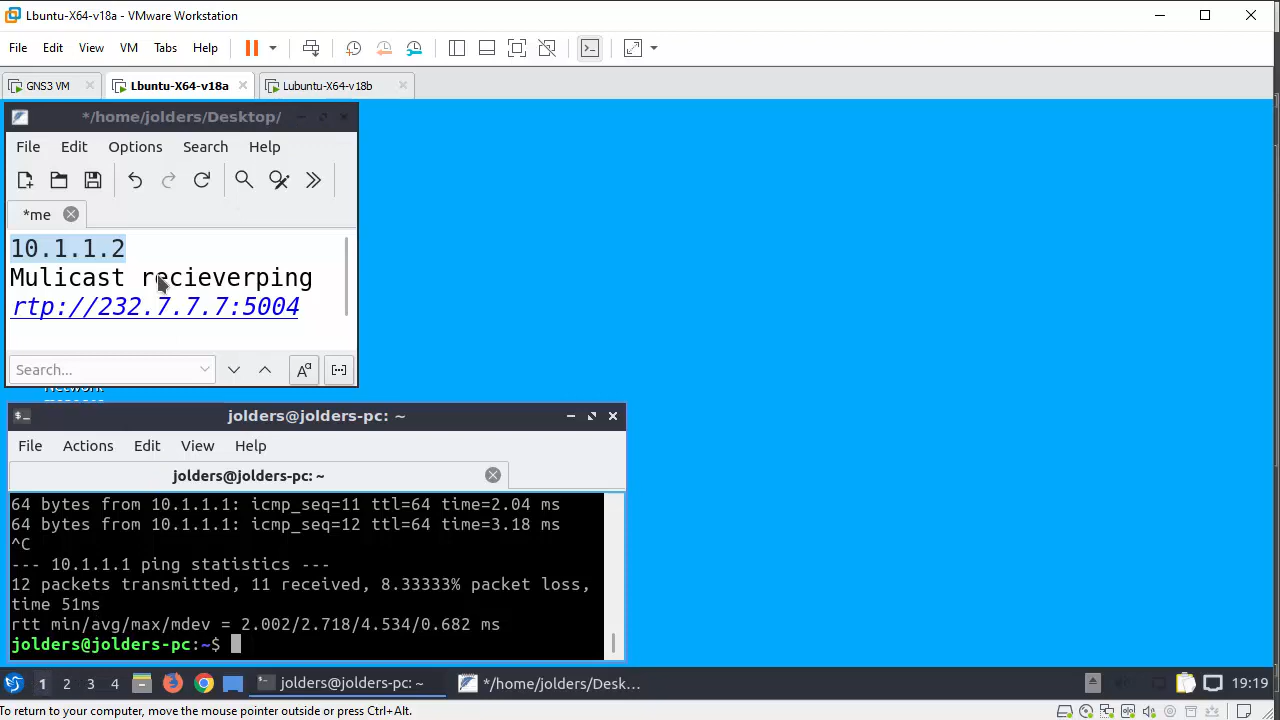 Lbuntu-X64-v18a - VMware Workstation
File Edit View VM Tabs Help
GNS3 VM Lbuntu-X64-v18a Lubuntu-X64-v18b
*/home/jolders/Desktop/
File Edit Options Search Help
*me
10.1.1.2
Mulicast recieverping
rtp://232.7.7.7:5004
Search...
Network
jolders@jolders-pc: ~
File Actions Edit View Help
jolders@jolders-pc: ~
64 bytes from 10.1.1.1: icmp_seq=11 ttl=64 time=2.04 ms
64 bytes from 10.1.1.1: icmp_seq=12 ttl=64 time=3.18 ms
^C
--- 10.1.1.1 ping statistics ---
12 packets transmitted, 11 received, 8.33333% packet loss,
time 51ms
rtt min/avg/max/mdev = 2.002/2.718/4.534/0.682 ms
jolders@jolders-pc:~$
1 2 3 4 jolders@jolders-pc: ~ */home/jolders/Desk... 19:19
To return to your computer, move the mouse pointer outside or press Ctrl+Alt.